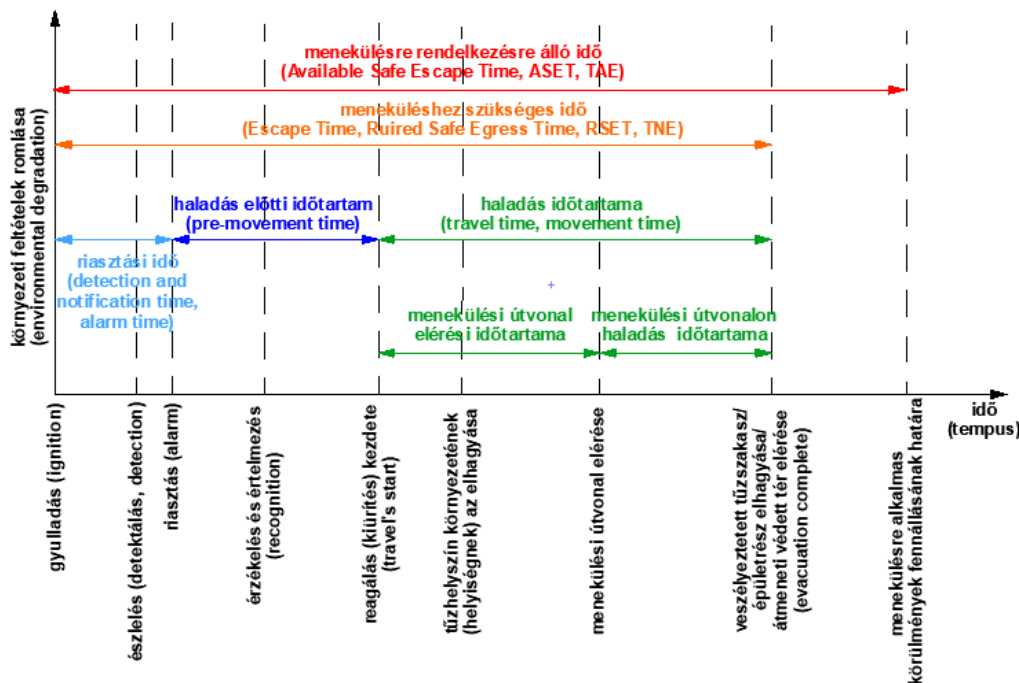 menekülésre rendelkezésre álló idő
(Available Safe Escape Time, ASET, TAE)
meneküléshez szükséges idő
(Escape Time, Ruired Safe Egress Time, RSET, TNE)
haladás előtti időtartam
(pre-movement time)
haladás időtartama
(travel time, movement time)
riasztási idő
(detection and
notification time,
alarm time)
menekülési útvonal
elérési időtartama
menekülési útvonalon
haladás időtartama
környezeti feltételek romlása
(environmental degradation)
idő
(tempus)
gyulladás (ignition)
észlelés (detektálás, detection)
riasztás (alarm)
érzékelés és értelmezés
(recognition)
reagálás (kiürítés) kezdete
(travel's start)
tűzhelyszín környezetének
(helyiségnek) az elhagyása
menekülési útvonal elérése
veszélyeztetett tűzszakasz/
épületrész elhagyása/
átmeneti védett tér elérése
(evacuation complete)
menekülésre alkalmas
körülmények fennállásának határa